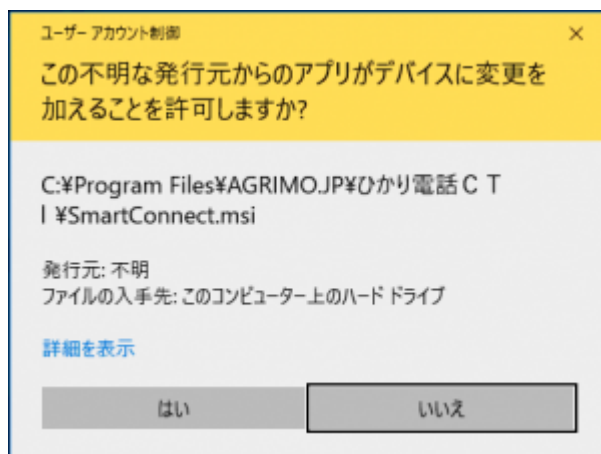 ユーザー アカウント制御
×
この不明な発行元からのアプリがデバイスに変更を
加えることを許可しますか?
C:¥Program Files¥AGRIMO.JP¥ひかり電話ＣＴ
Ｉ¥SmartConnect.msi
発行元: 不明
ファイルの入手先: このコンピューター上のハード ドライブ
詳細を表示
はい
いいえ